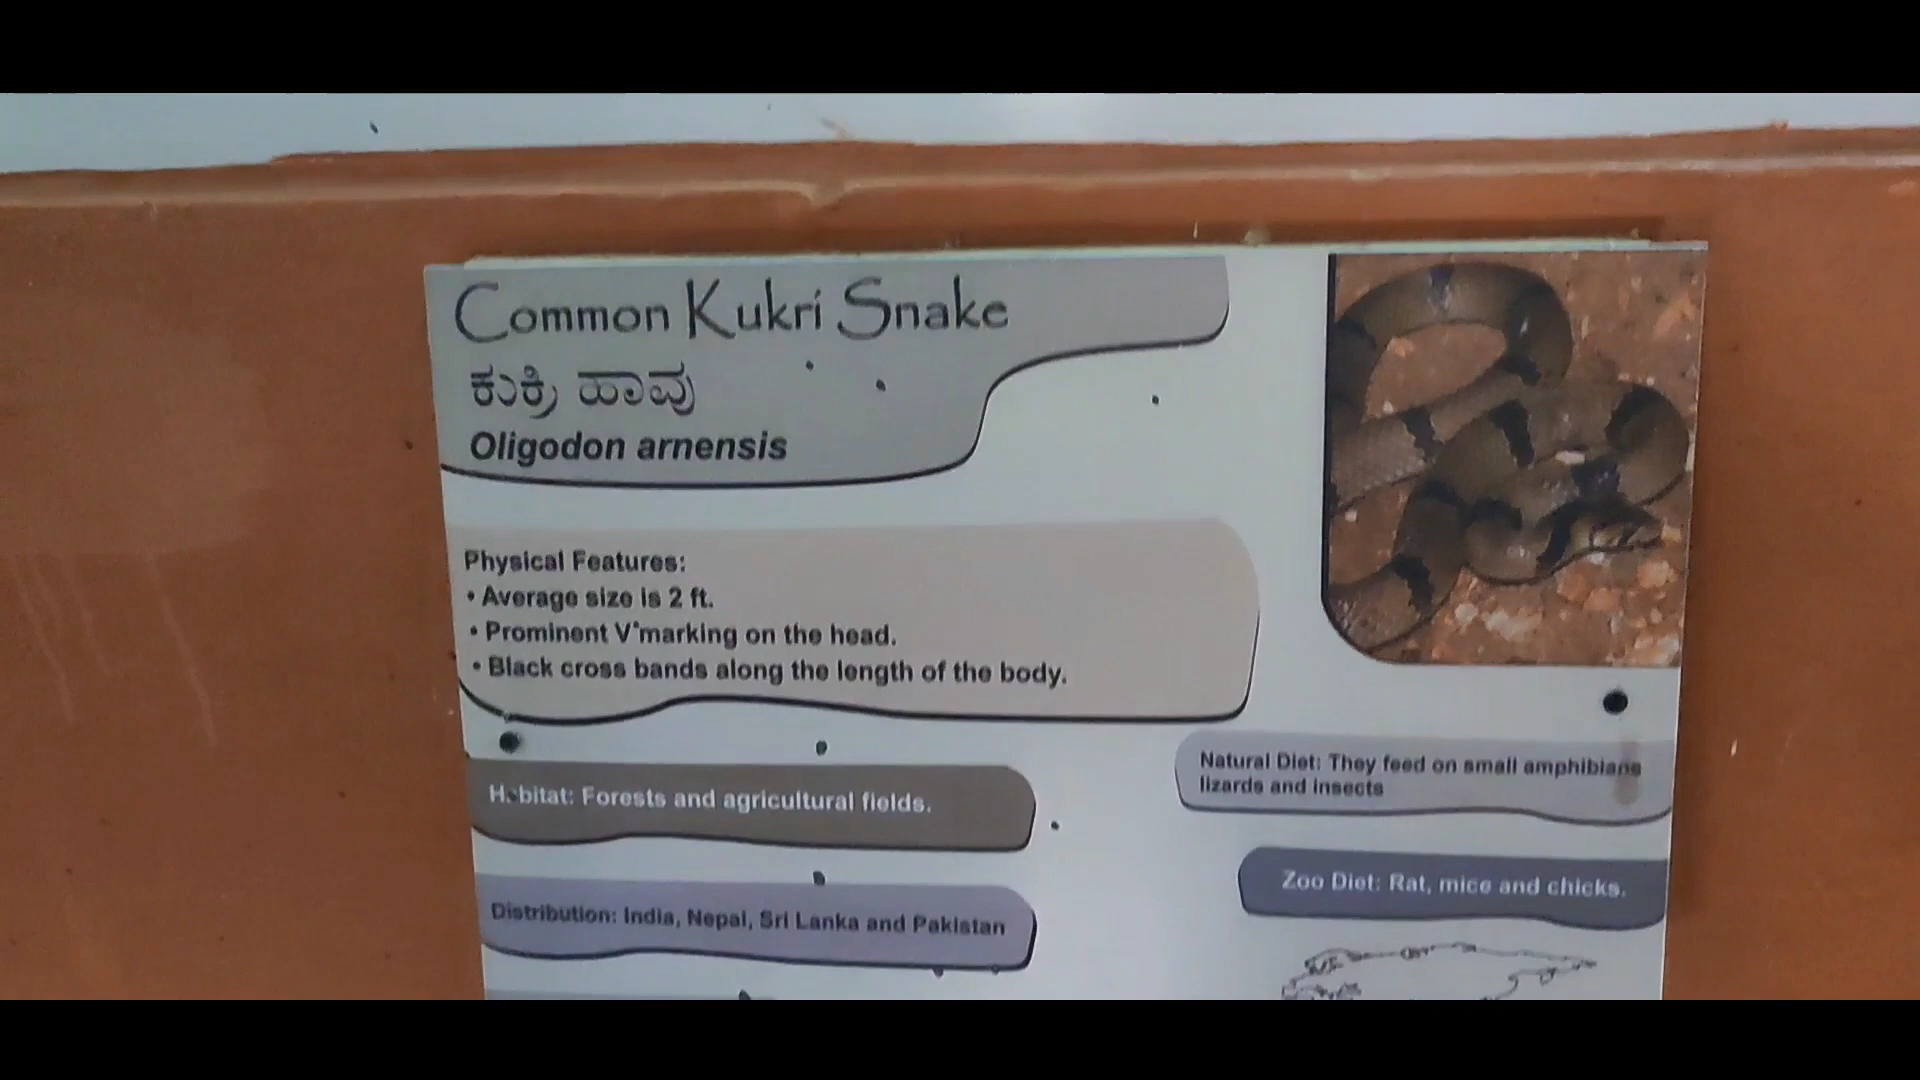 Common Kukri Snake
ಕುಕ್ರಿ ಹಾವು
Oligodon arnensis
Physical Features:
• Average size is 2 ft.
• Prominent V'marking on the head.
• Black cross bands along the length of the body.
Habitat: Forests and agricultural fields.
Distribution: India, Nepal, Sri Lanka and Pakistan
Natural Diet: They feed on small amphibians
lizards and insects
Zoo Diet: Rat, mice and chicks.